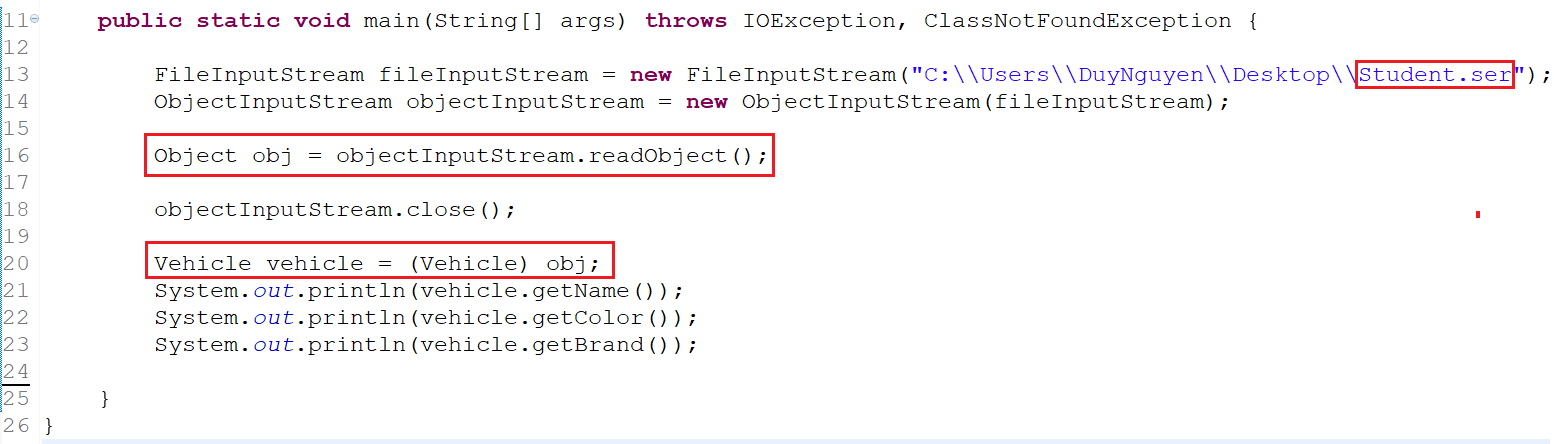 11 public static void main(String[] args) throws IOException, ClassNotFoundException {
12
13 FileInputStream fileInputStream = new FileInputStream("C:\\Users\\DuyNguyen\\Desktop\\Student.ser");
14 ObjectInputStream objectInputStream = new ObjectInputStream(fileInputStream);
15
16 Object obj = objectInputStream.readObject();
17
18 objectInputStream.close();
19
20 Vehicle vehicle = (Vehicle) obj;
21 System.out.println(vehicle.getName());
22 System.out.println(vehicle.getColor());
23 System.out.println(vehicle.getBrand());
24
25 }
26 }